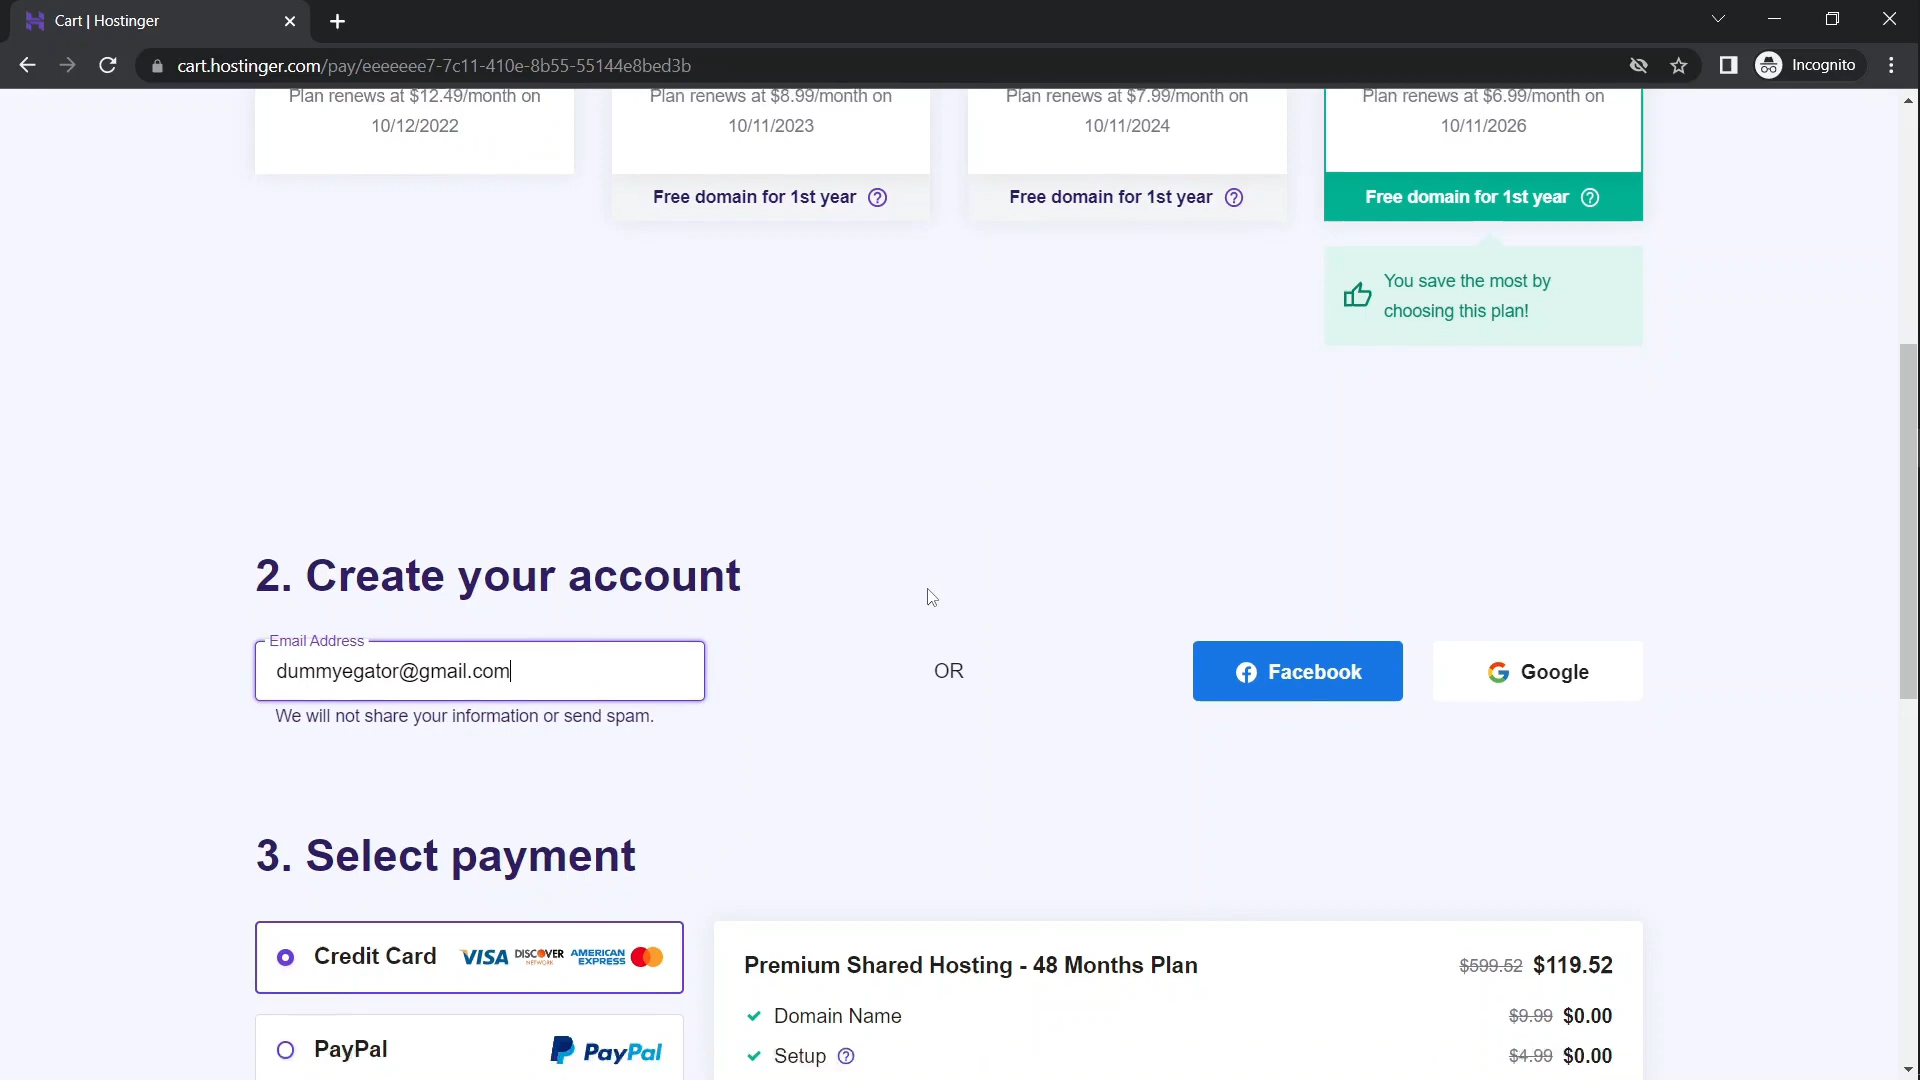 Cart | Hostinger
cart.hostinger.com/pay/eeeeeee7-7c11-410e-8b55-55144e8bed3b
Incognito
Plan renews at $12.49/month on
10/12/2022
Plan renews at $8.99/month on
10/11/2023
Free domain for 1st year
Plan renews at $7.99/month on
10/11/2024
Free domain for 1st year
Plan renews at $6.99/month on
10/11/2026
Free domain for 1st year
You save the most by
choosing this plan!
2. Create your account
Email Address
dummyegator@gmail.com
We will not share your information or send spam.
OR
Facebook
Google
3. Select payment
Credit Card VISA DISCOVER NETWORK AMERICAN EXPRESS
PayPal PayPal
Premium Shared Hosting - 48 Months Plan $599.52 $119.52
Domain Name $9.99 $0.00
Setup $4.99 $0.00